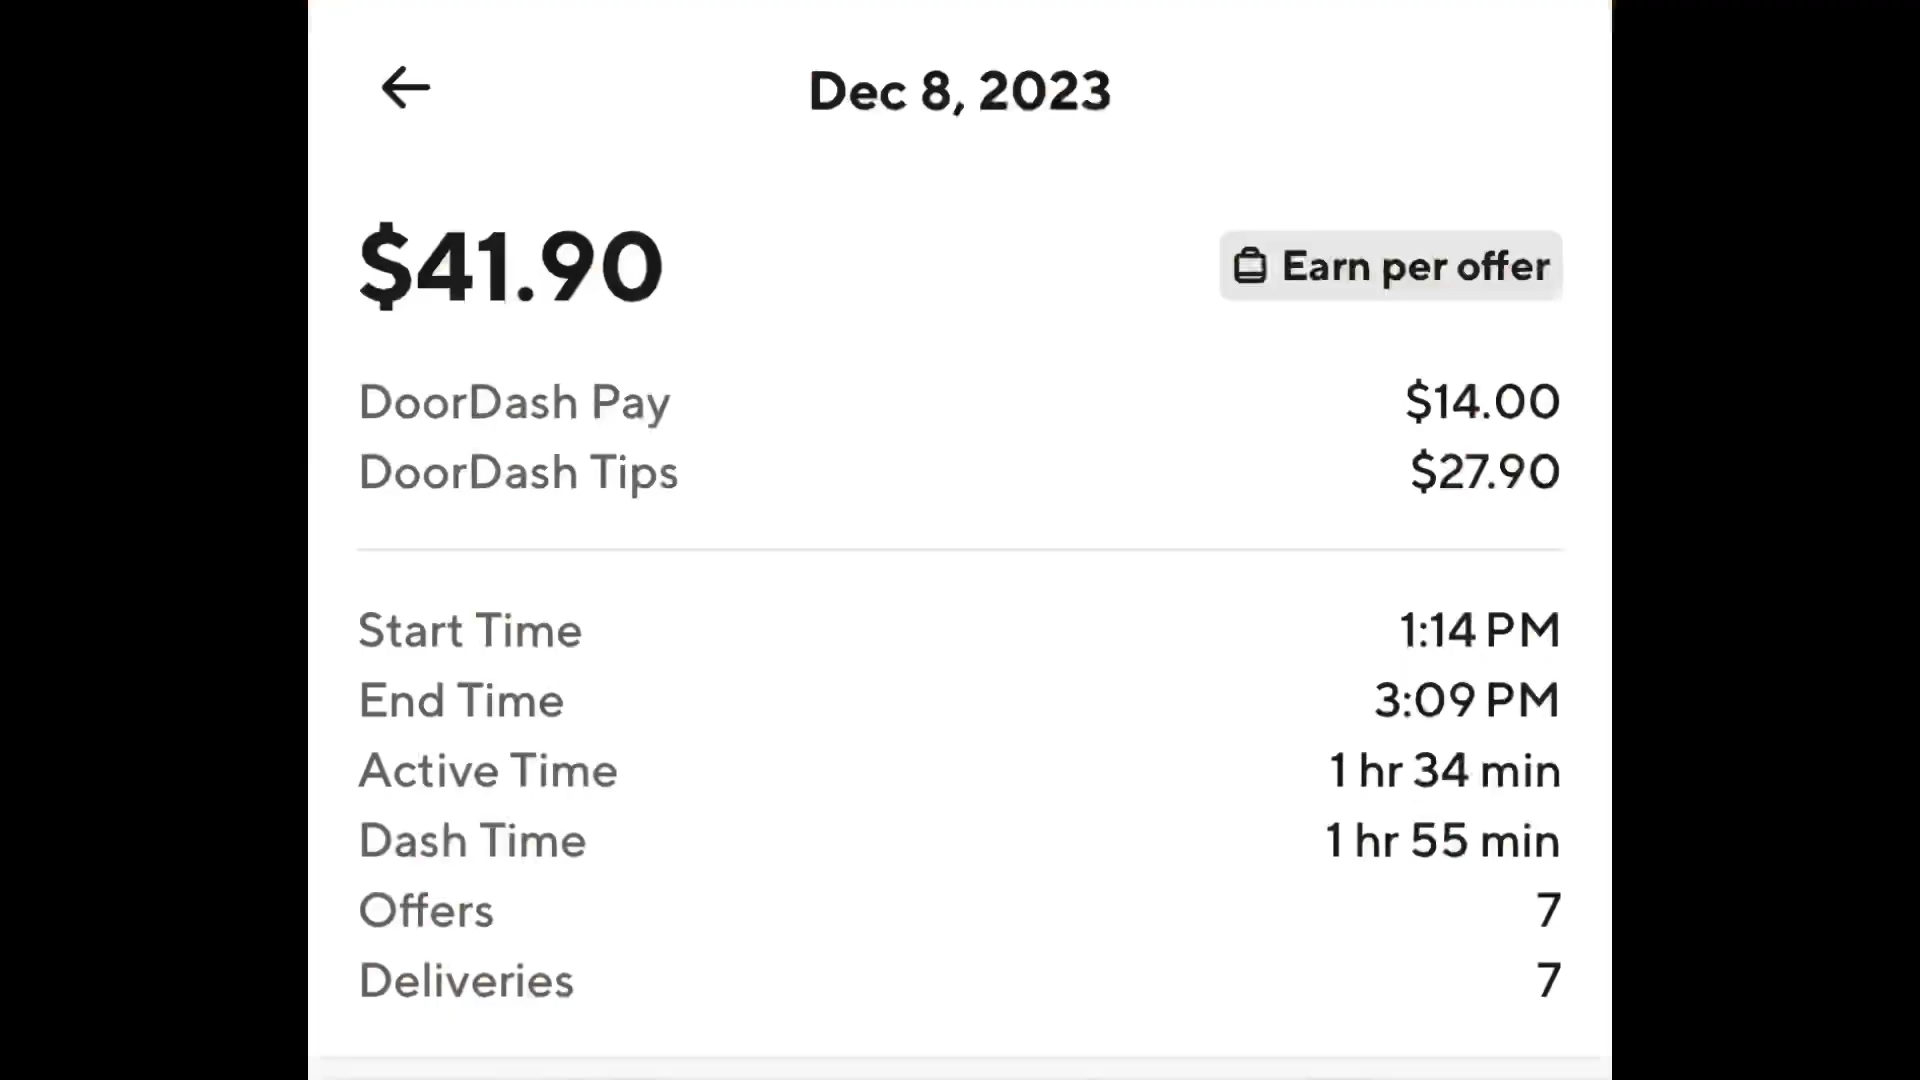 Dec 8, 2023
$41.90 Earn per offer
DoorDash Pay $14.00
DoorDash Tips $27.90
Start Time 1:14 PM
End Time 3:09 PM
Active Time 1 hr 34 min
Dash Time 1 hr 55 min
Offers 7
Deliveries 7